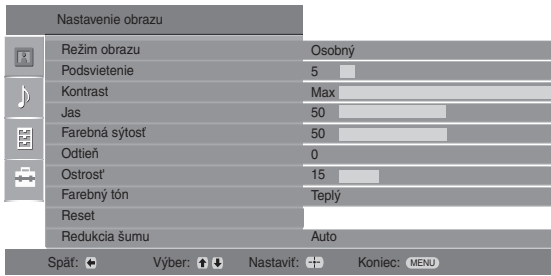 Nastavenie obrazu
Režim obrazu Osobný
Podsvietenie 5
Kontrast Max
Jas 50
Farebná sýtosť 50
Odtieň 0
Ostrosť 15
Farebný tón Teplý
Reset
Redukcia šumu Auto
Späť: Výber: Nastaviť: Koniec: MENU